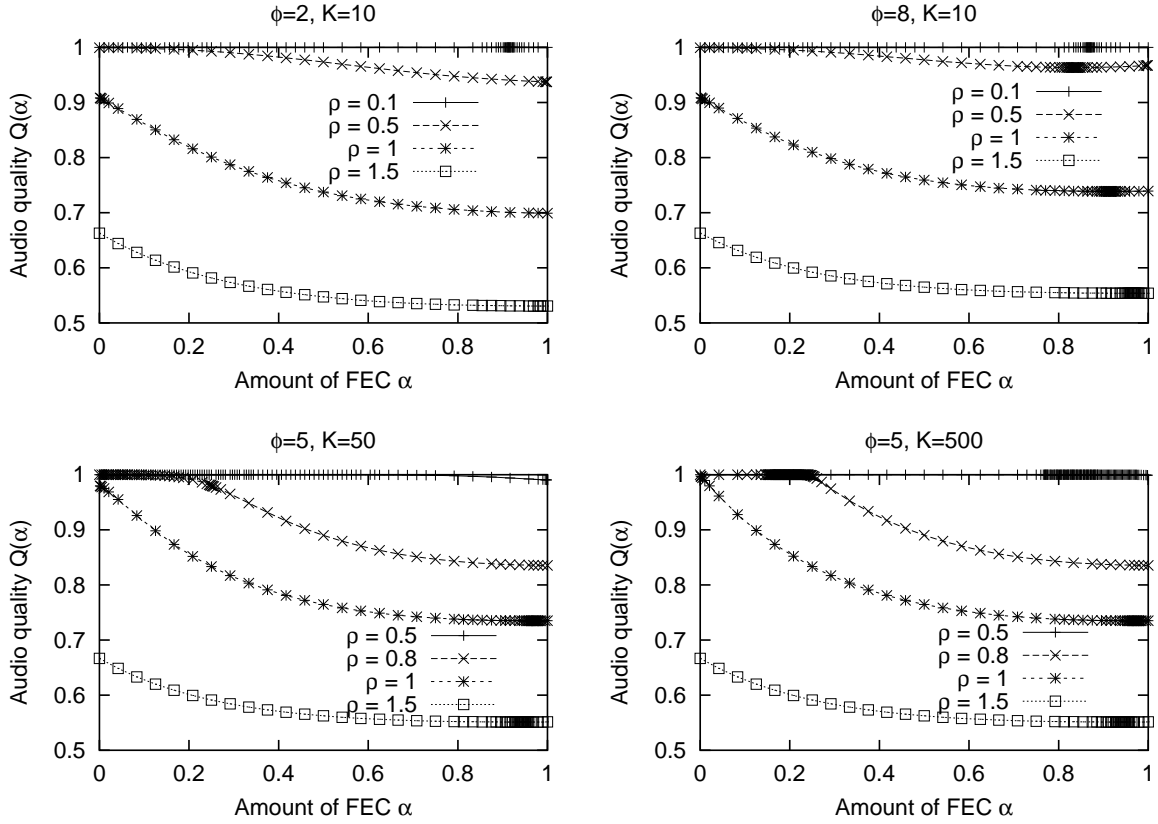 ϕ=2, K=10
Audio quality Q(α)
1
0.9
0.8
0.7
0.6
0.5
ρ = 0.1
ρ = 0.5
ρ = 1
ρ = 1.5
0 0.2 0.4 0.6 0.8 1
Amount of FEC α
ϕ=8, K=10
Audio quality Q(α)
1
0.9
0.8
0.7
0.6
0.5
ρ = 0.1
ρ = 0.5
ρ = 1
ρ = 1.5
0 0.2 0.4 0.6 0.8 1
Amount of FEC α
ϕ=5, K=50
Audio quality Q(α)
1
0.9
0.8
0.7
0.6
0.5
ρ = 0.5
ρ = 0.8
ρ = 1
ρ = 1.5
0 0.2 0.4 0.6 0.8 1
Amount of FEC α
ϕ=5, K=500
Audio quality Q(α)
1
0.9
0.8
0.7
0.6
0.5
ρ = 0.5
ρ = 0.8
ρ = 1
ρ = 1.5
0 0.2 0.4 0.6 0.8 1
Amount of FEC α